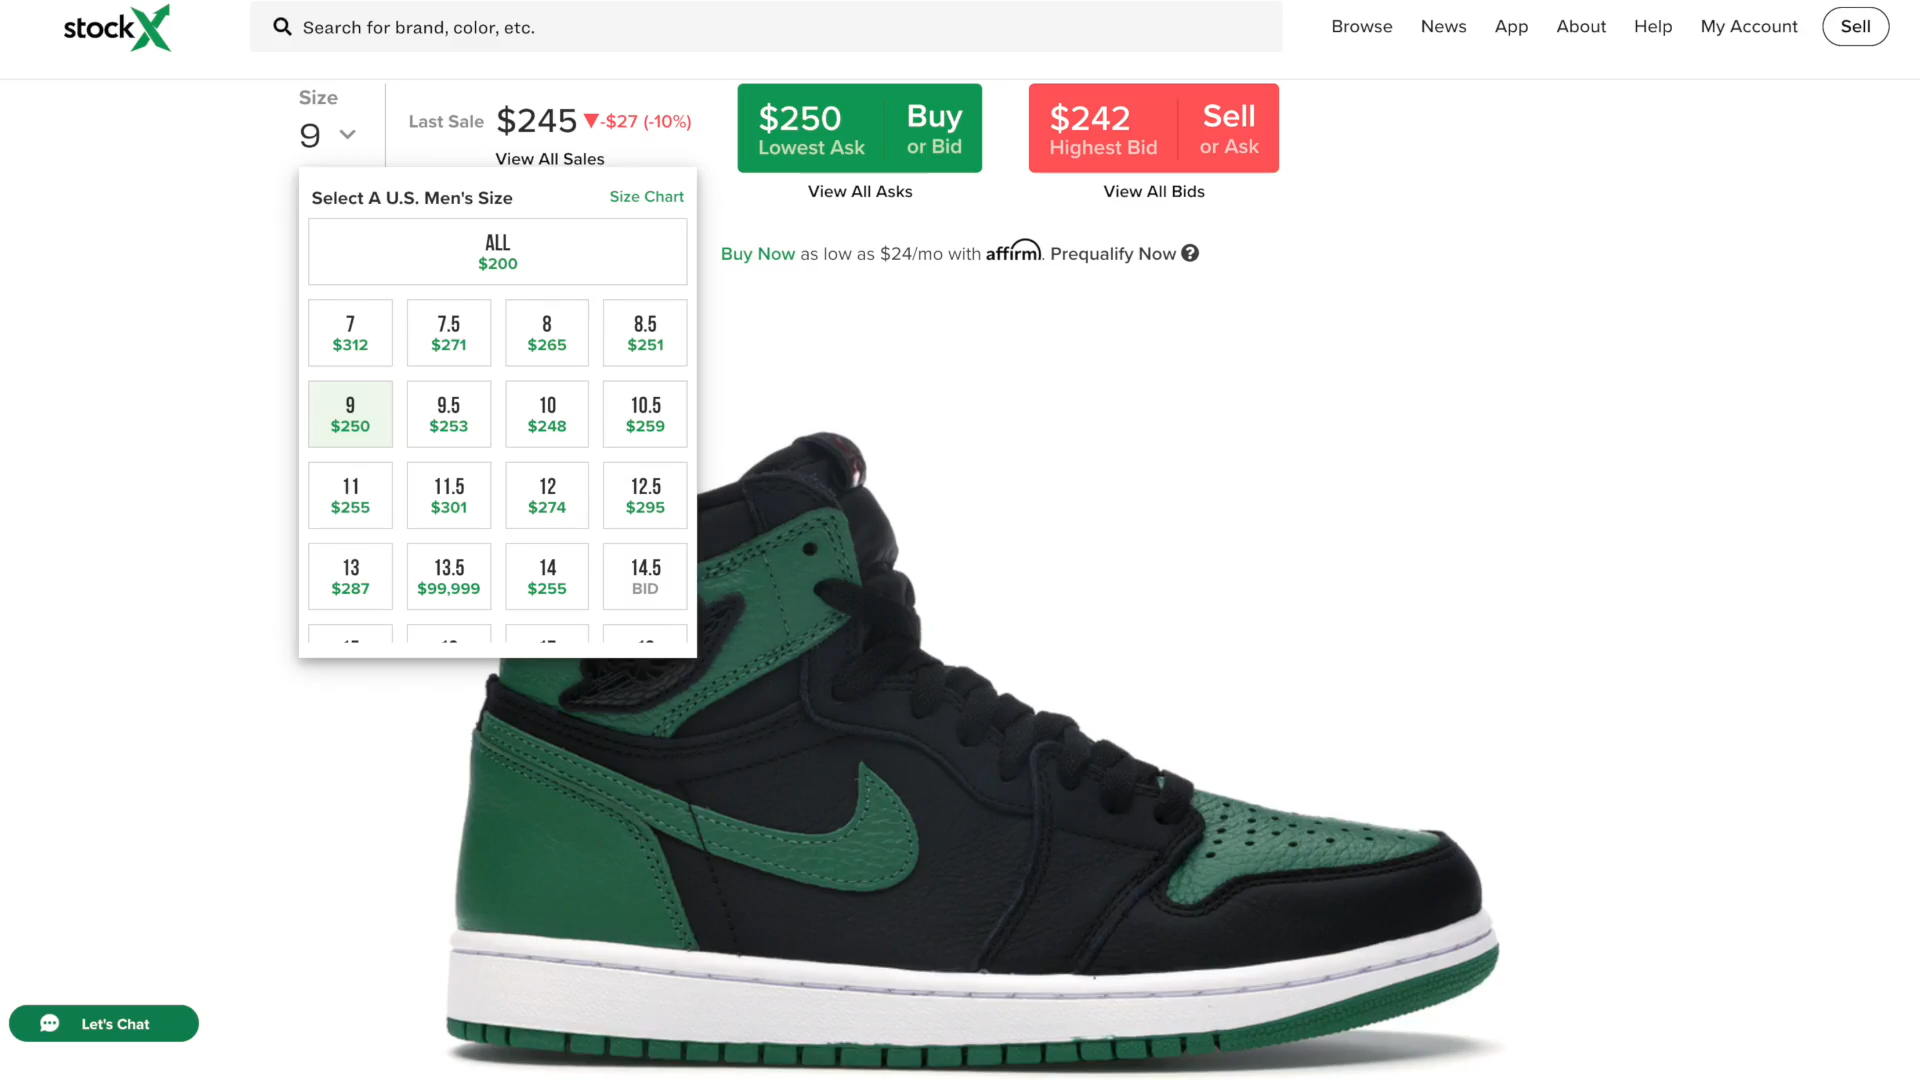 stockX
Search for brand, color, etc.
Browse News App About Help My Account Sell
Size
9
Last Sale $245 ▼-$27 (-10%)
View All Sales
$250 Buy
Lowest Ask or Bid
View All Asks
$242 Sell
Highest Bid or Ask
View All Bids
Select A U.S. Men's Size Size Chart
ALL
$200
7 7.5 8 8.5
$312 $271 $265 $251
9 9.5 10 10.5
$250 $253 $248 $259
11 11.5 12 12.5
$255 $301 $274 $295
13 13.5 14 14.5
$287 $99,999 $255 BID
Buy Now as low as $24/mo with affirm. Prequalify Now ?
Let's Chat